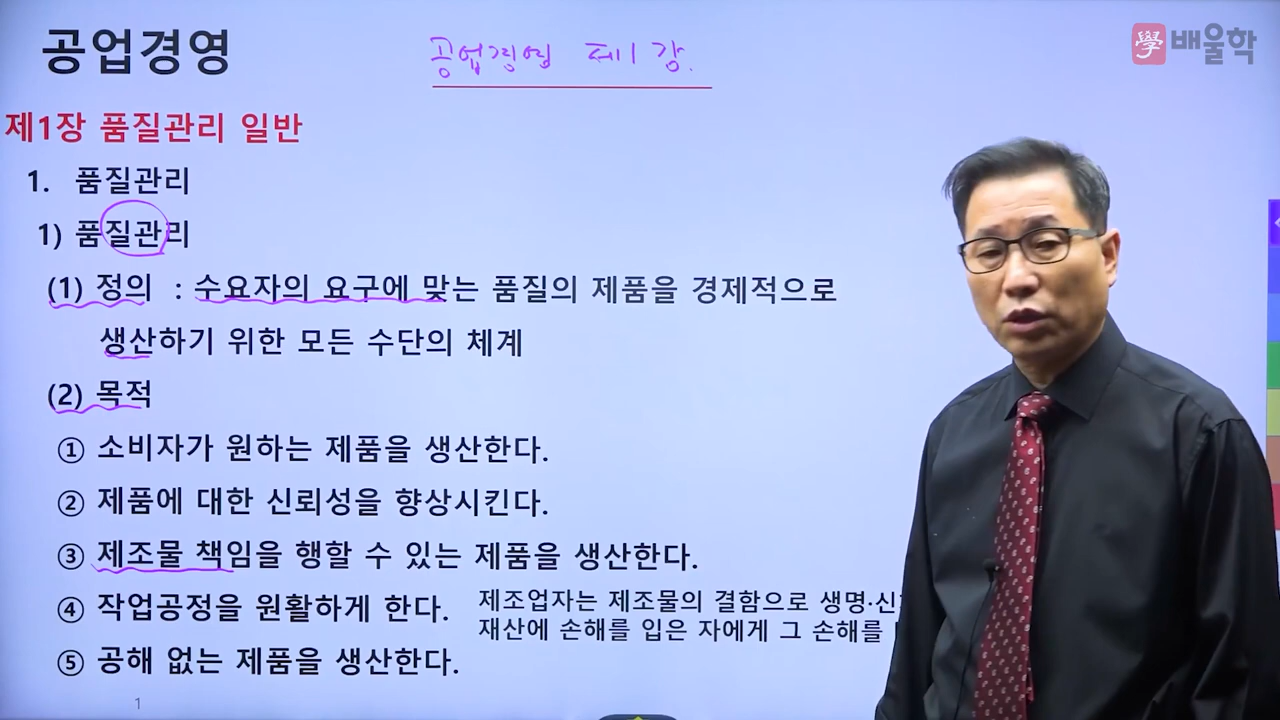 공업경영
공업경영 제1강.
學 배울학
제1장 품질관리 일반
1. 품질관리
1) 품질관리
(1) 정의 : 수요자의 요구에 맞는 품질의 제품을 경제적으로
생산하기 위한 모든 수단의 체계
(2) 목적
① 소비자가 원하는 제품을 생산한다.
② 제품에 대한 신뢰성을 향상시킨다.
③ 제조물 책임을 행할 수 있는 제품을 생산한다.
④ 작업공정을 원활하게 한다.
제조업자는 제조물의 결함으로 생명·신
재산에 손해를 입은 자에게 그 손해를
⑤ 공해 없는 제품을 생산한다.
1